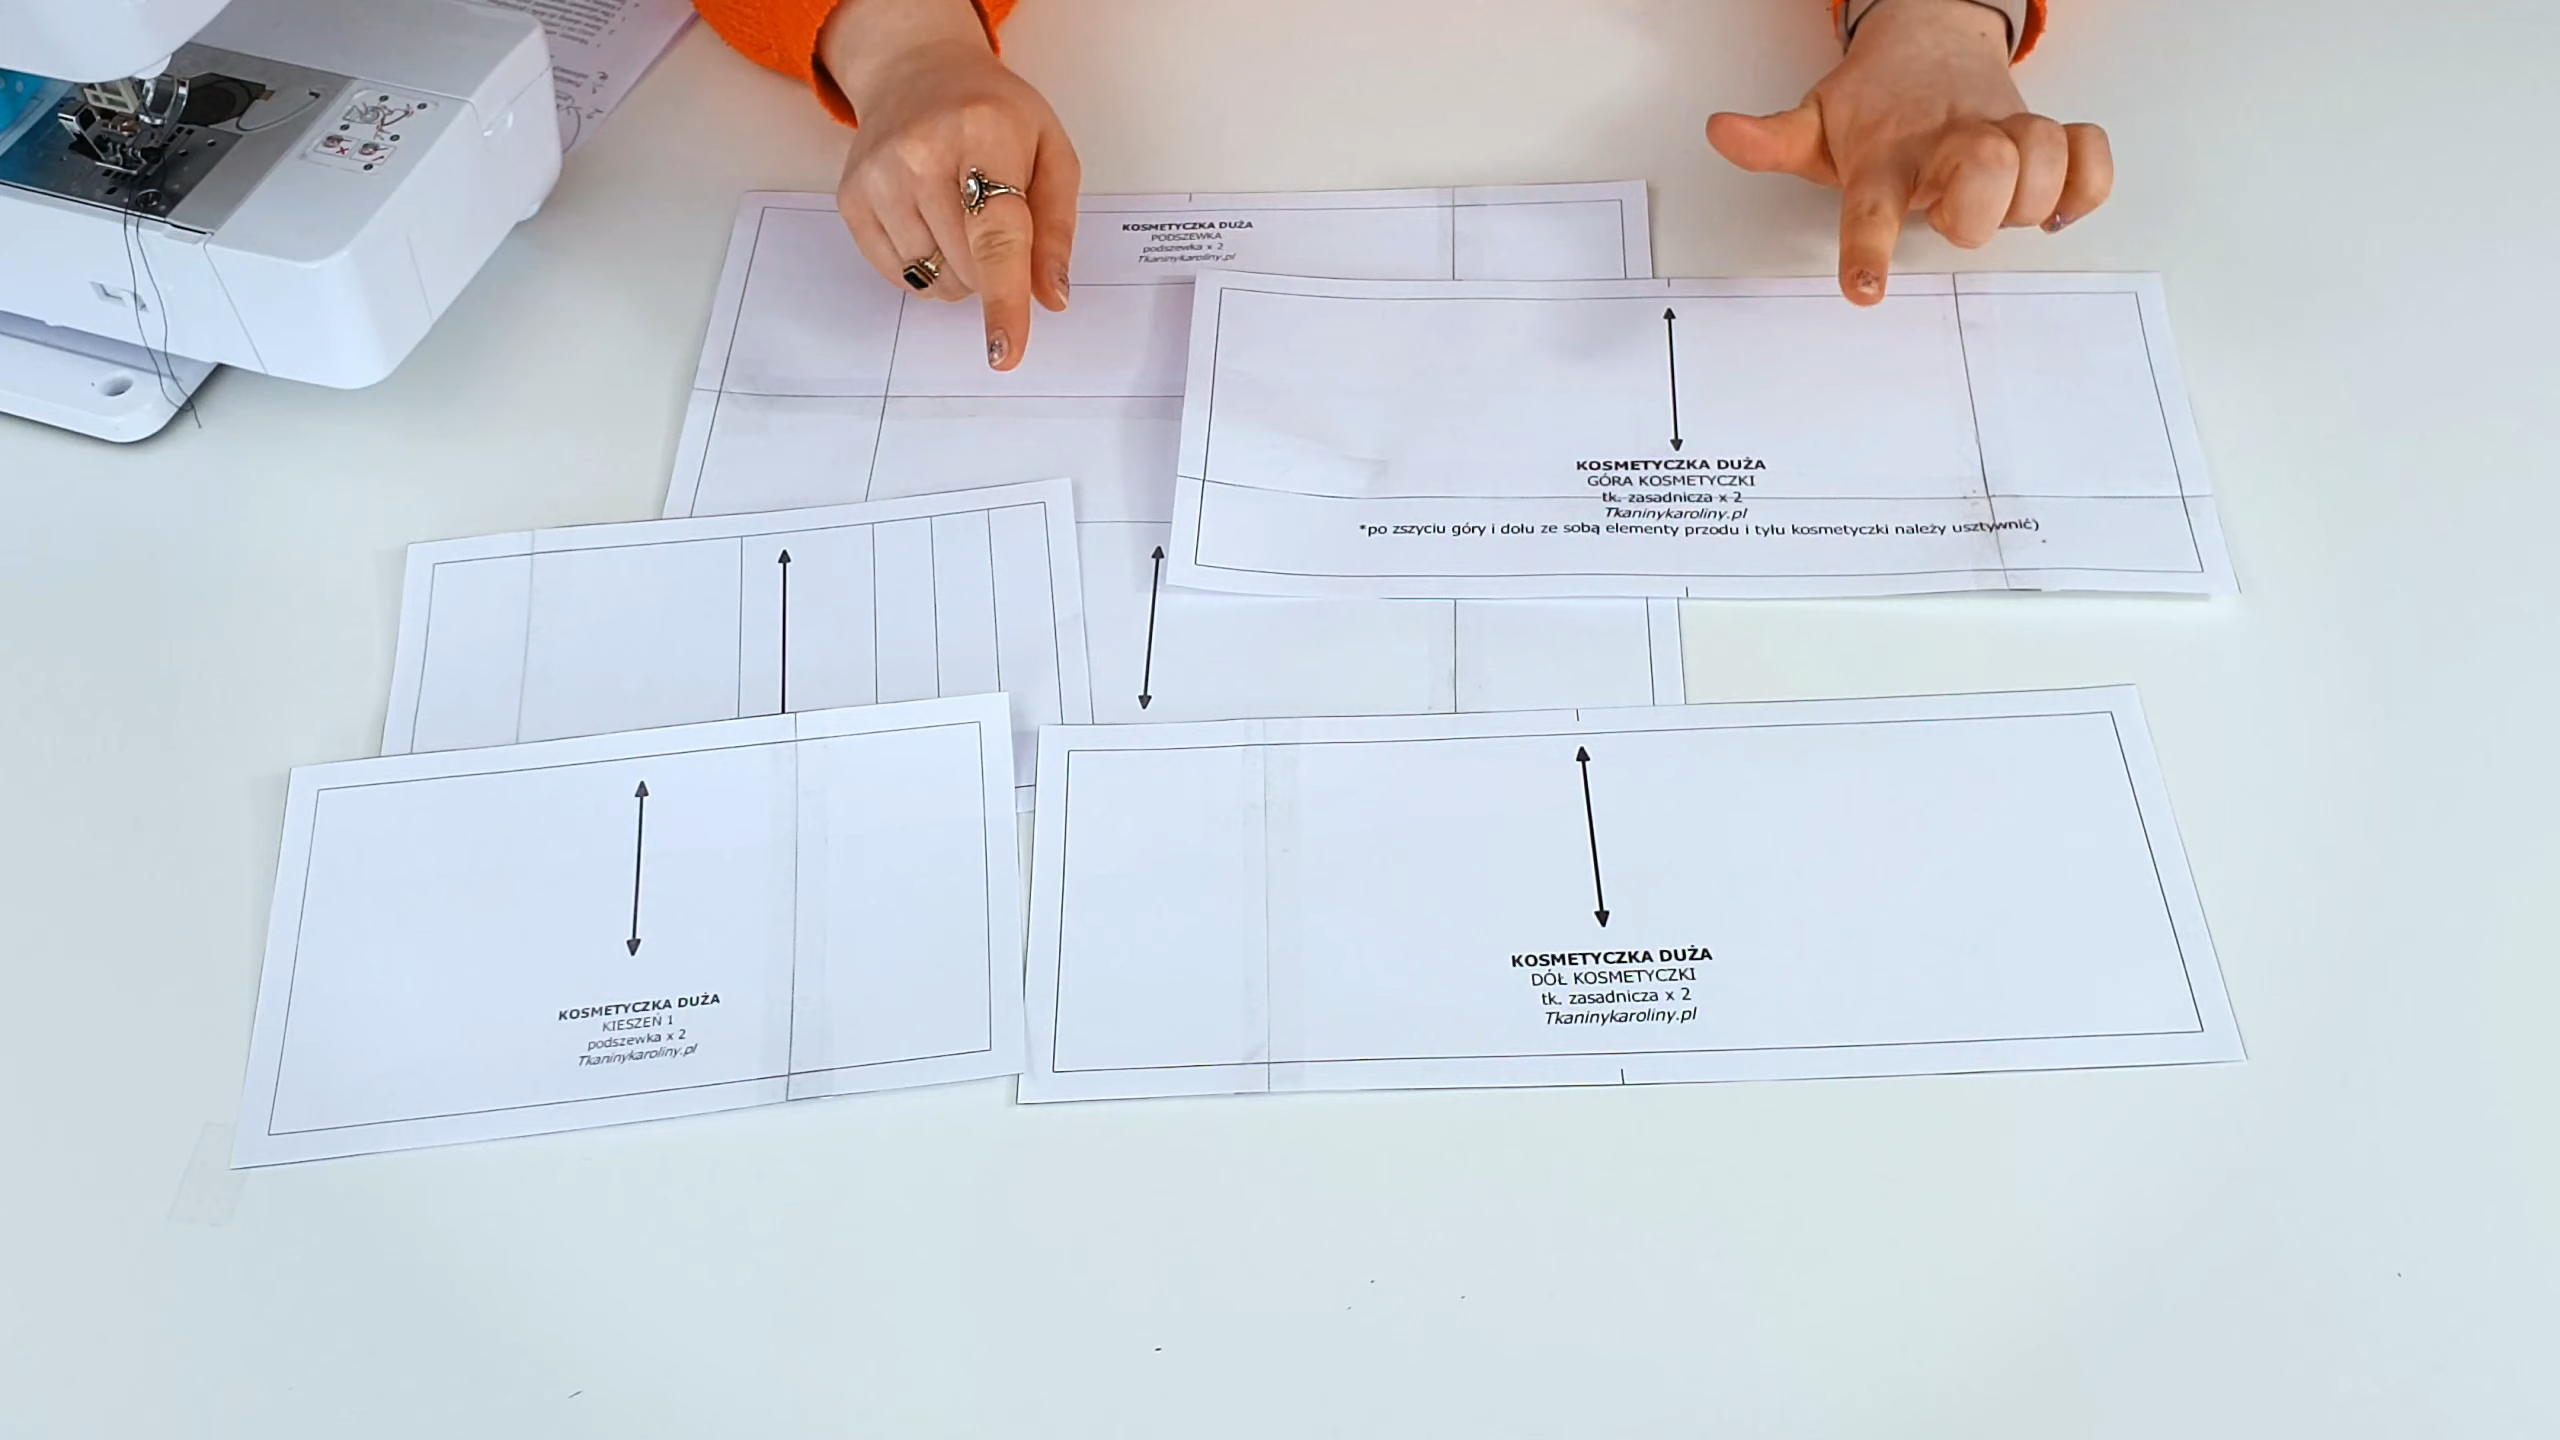 KOSMETYCZKA DUŻA
PODSZEWKA
podszewka x 2
Tkaninykaroliny.pl
KOSMETYCZKA DUŻA
GÓRA KOSMETYCZKI
tk. zasadnicza x 2
Tkaninykaroliny.pl
*po zszyciu góry i dołu ze sobą elementy przodu i tyłu kosmetyczki należy usztywnić)
KOSMETYCZKA DUŻA
KIESZEŃ 1
podszewka x 2
Tkaninykaroliny.pl
KOSMETYCZKA DUŻA
DÓŁ KOSMETYCZKI
tk. zasadnicza x 2
Tkaninykaroliny.pl